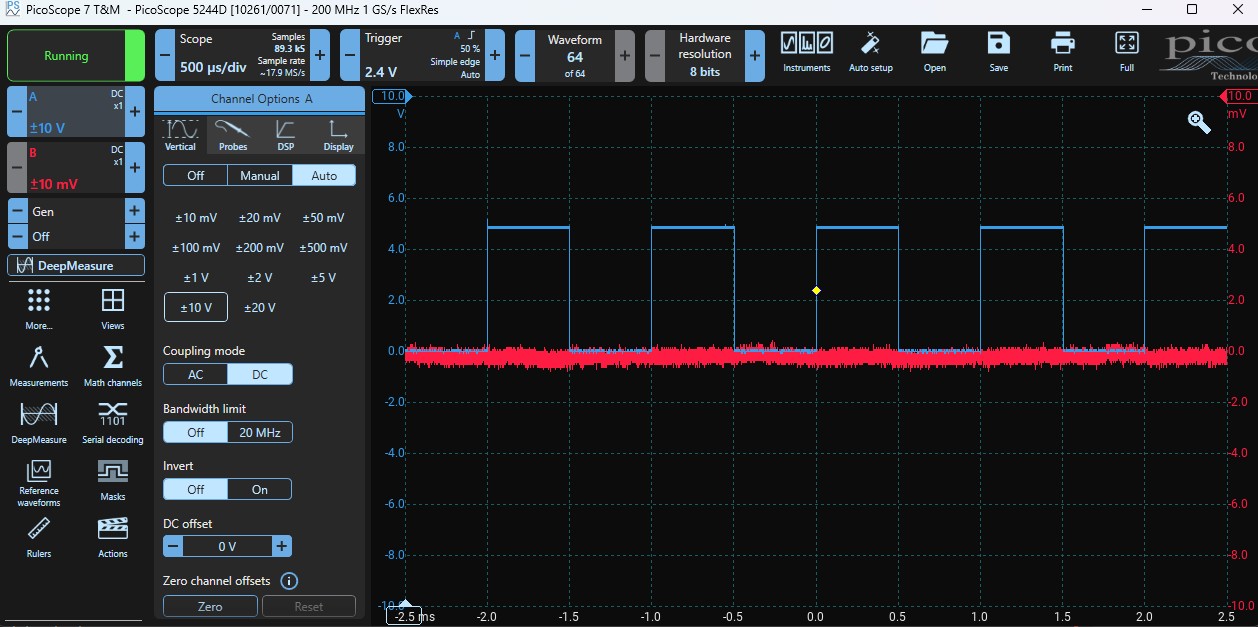 PicoScope 7 T&M - PicoScope 5244D [10261/0071] - 200 MHz 1 GS/s FlexRes
Running
Scope
500 µs/div
Samples
89.3 kS
Sample rate
~17.9 MS/s
Trigger
2.4 V
A
50 %
Simple edge
Auto
Waveform
64
of 64
Hardware
resolution
8 bits
Instruments
Auto setup
Open
Save
Print
Full
pico
Technolo
A
DC
x1
±10 V
B
DC
x1
±10 mV
Gen
Off
DeepMeasure
More...
Views
Measurements
Math channels
DeepMeasure
1101
Serial decoding
Reference
waveforms
Masks
Rulers
Actions
Channel Options A
Vertical
Probes
DSP
Display
Off Manual Auto
±10 mV ±20 mV ±50 mV
±100 mV ±200 mV ±500 mV
±1 V ±2 V ±5 V
±10 V ±20 V
Coupling mode
AC DC
Bandwidth limit
Off 20 MHz
Invert
Off On
DC offset
0 V
Zero channel offsets i
Zero Reset
10.0
V
8.0
6.0
4.0
2.0
0.0
-2.0
-4.0
-6.0
-8.0
-10.0
10.0
mV
8.0
6.0
4.0
2.0
0.0
-2.0
-4.0
-6.0
-8.0
-10.0
-2.5 ms -2.0 -1.5 -1.0 -0.5 0.0 0.5 1.0 1.5 2.0 2.5